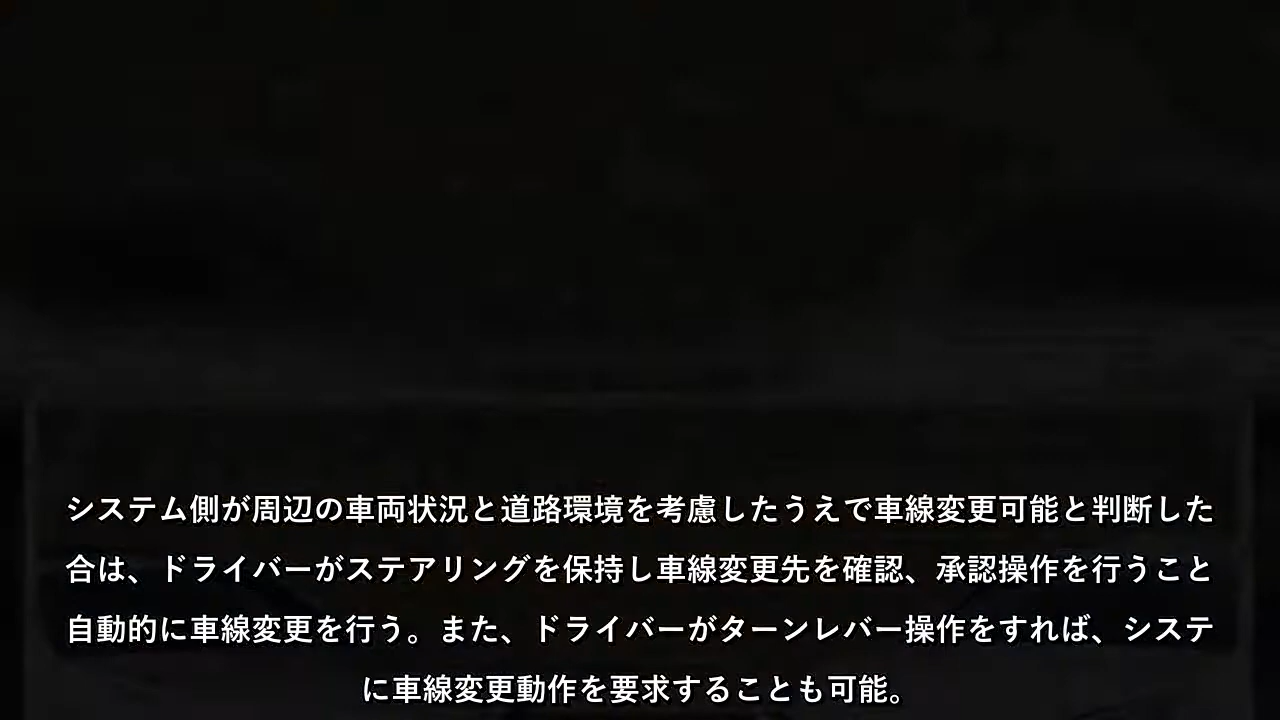 システム側が周辺の車両状況と道路環境を考慮したうえで車線変更可能と判断した
合は、ドライバーがステアリングを保持し車線変更先を確認、承認操作を行うこと
自動的に車線変更を行う。また、ドライバーがターンレバー操作をすれば、システ
に車線変更動作を要求することも可能。